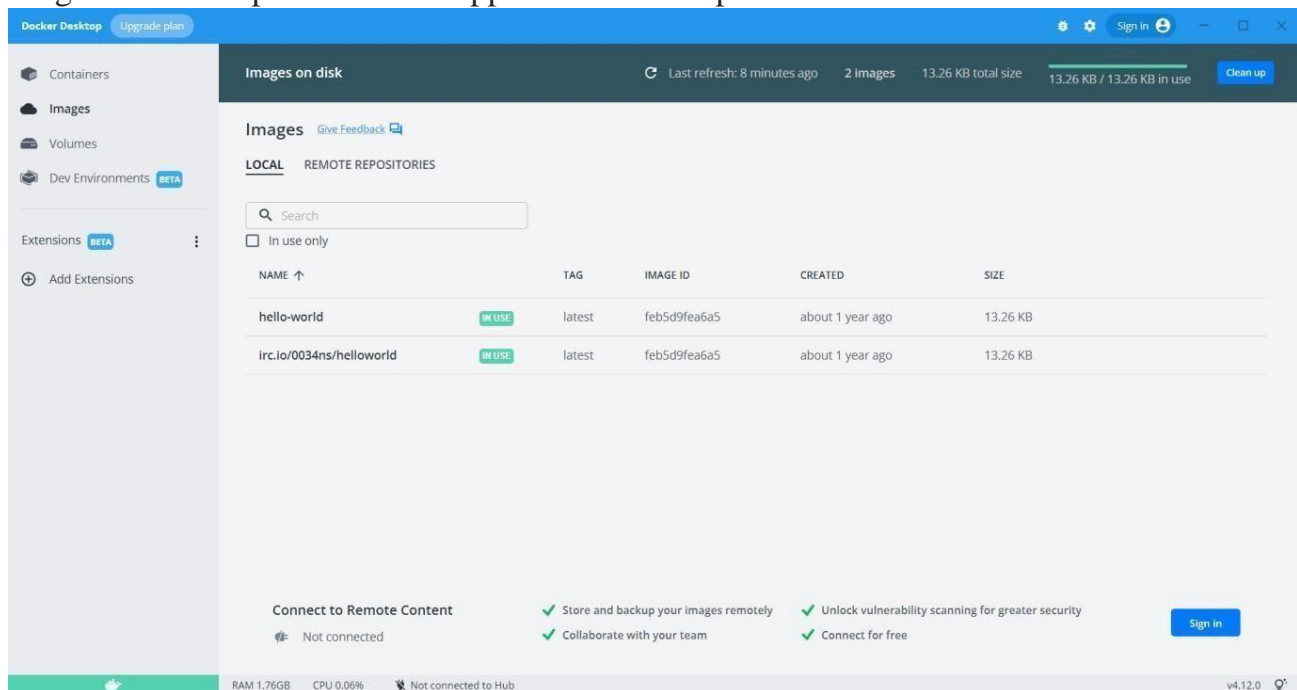 Docker Desktop Upgrade plan Sign in
Containers
Images
Volumes
Dev Environments BETA
Extensions BETA
Add Extensions
Images on disk Last refresh: 8 minutes ago 2 images 13.26 KB total size 13.26 KB / 13.26 KB in use Clean up
Images Give Feedback
LOCAL REMOTE REPOSITORIES
Search
In use only
NAME TAG IMAGE ID CREATED SIZE
hello-world IN USE latest feb5d9fea6a5 about 1 year ago 13.26 KB
irc.io/0034ns/helloworld IN USE latest feb5d9fea6a5 about 1 year ago 13.26 KB
Connect to Remote Content
Not connected
Store and backup your images remotely
Collaborate with your team
Unlock vulnerability scanning for greater security
Connect for free
Sign in
RAM 1.76GB CPU 0.06% Not connected to Hub v4.12.0